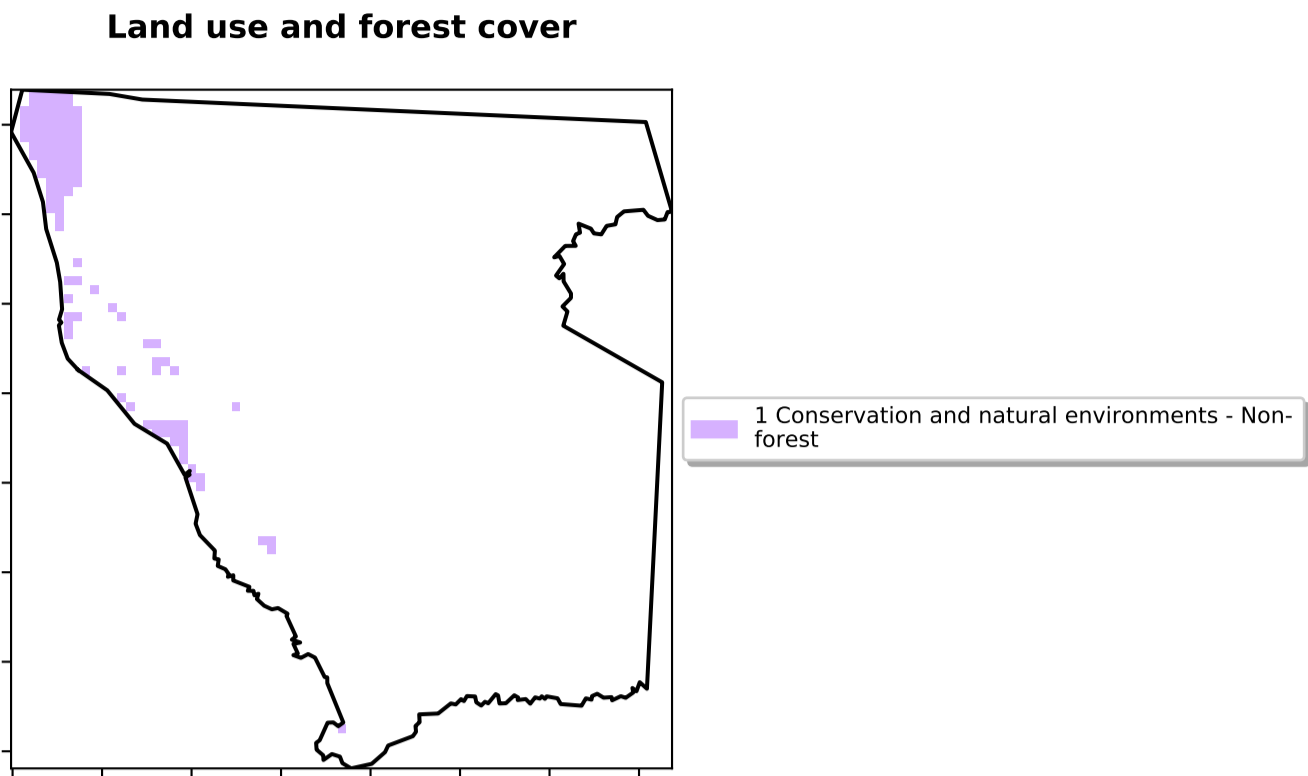 Land use and forest cover
1 Conservation and natural environments - Non-
forest